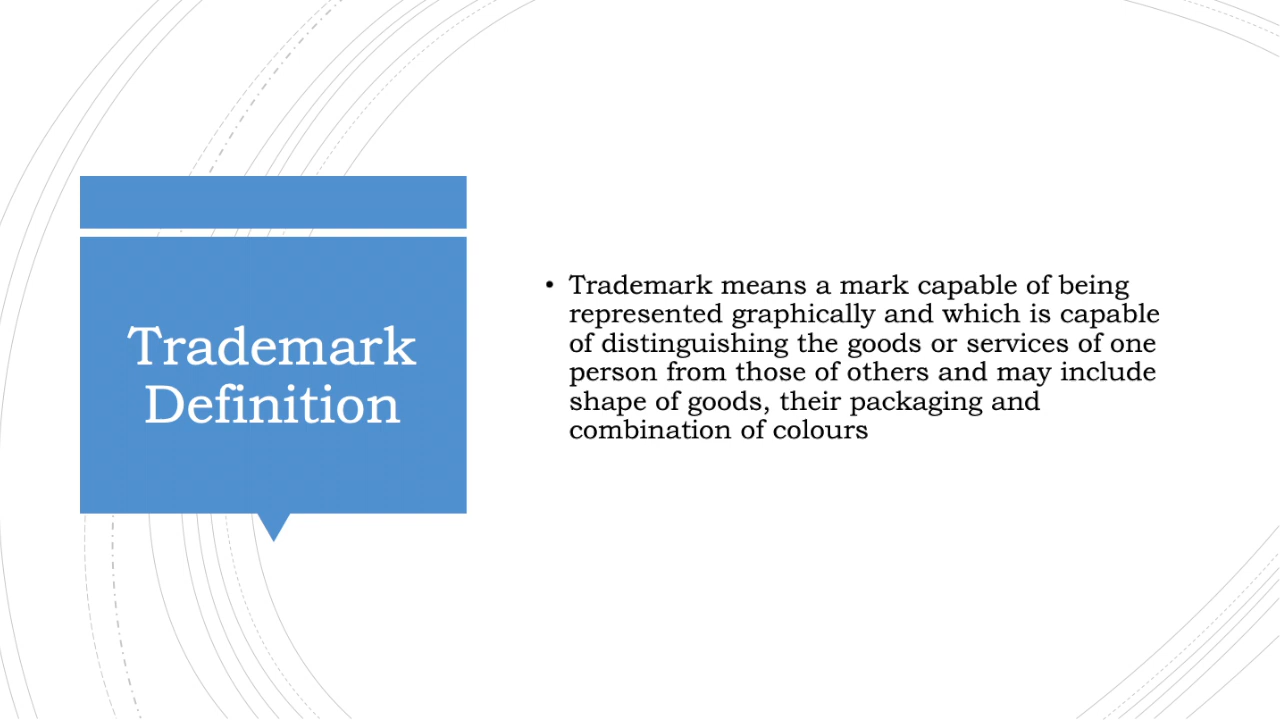 Trademark
Definition
• Trademark means a mark capable of being
represented graphically and which is capable
of distinguishing the goods or services of one
person from those of others and may include
shape of goods, their packaging and
combination of colours